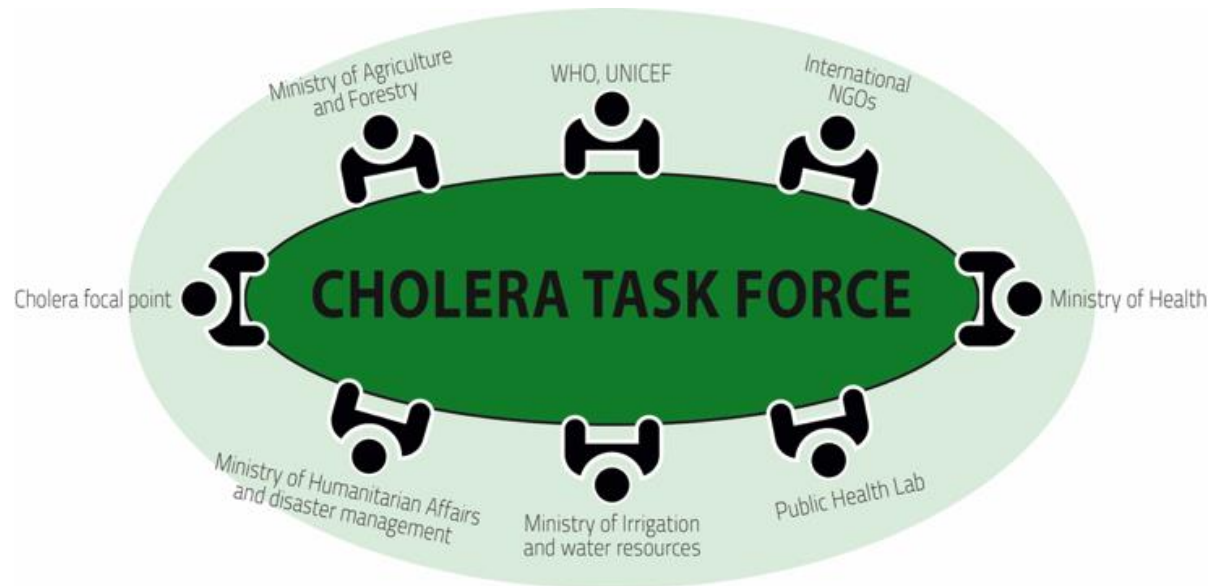 Ministry of Agriculture
and Forestry
WHO, UNICEF
International
NGOs
Cholera focal point
CHOLERA TASK FORCE
Ministry of Health
Ministry of Humanitarian Affairs
and disaster management
Ministry of Irrigation
and water resources
Public Health Lab